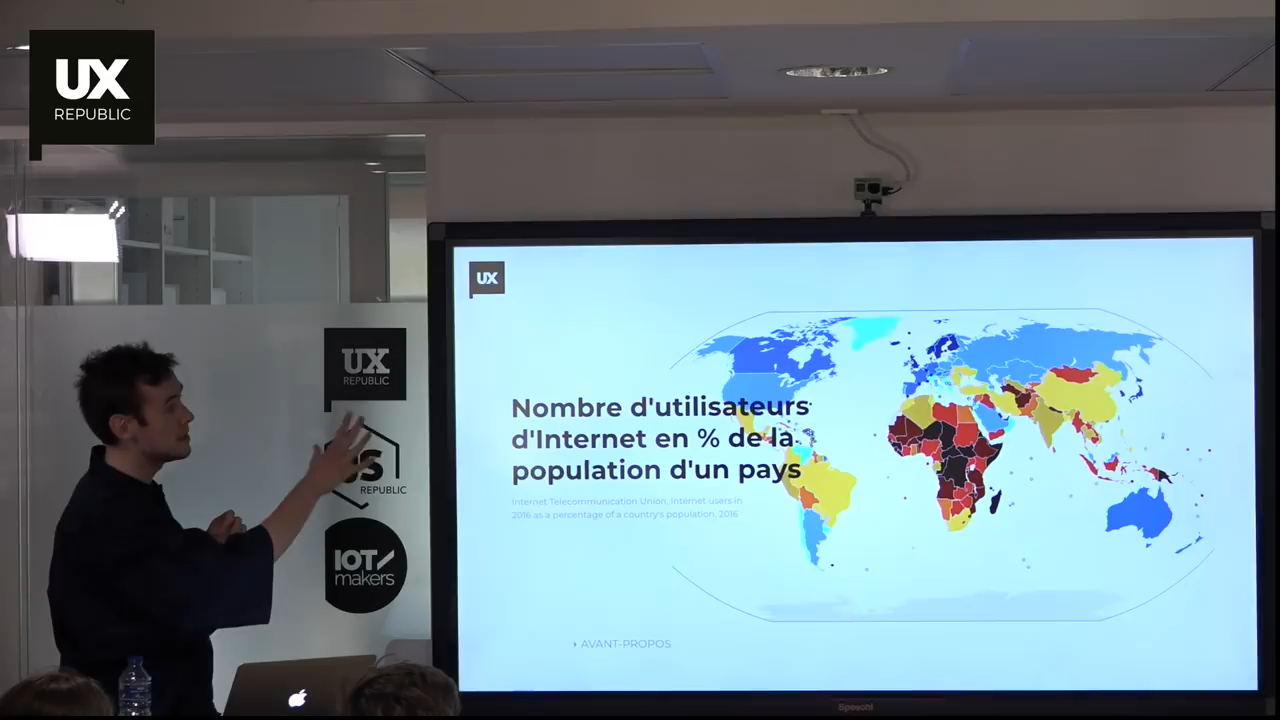 UX
REPUBLIC
UX
REPUBLIC
JS
REPUBLIC
IOT/
makers
UX
Nombre d'utilisateurs
d'Internet en % de la
population d'un pays
Internet Telecommunication Union, Internet users in
2016 as a percentage of a country's population, 2016
AVANT-PROPOS